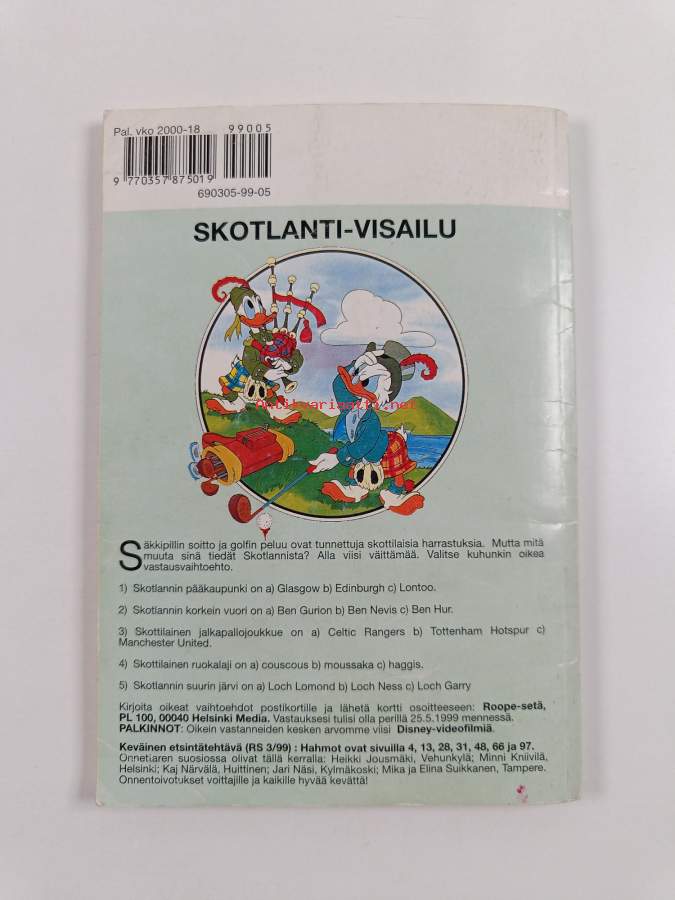 Pal. vko 2000-18
99005
9 770357 875019
690305-99-05
SKOTLANTI-VISAILU
Antikvariaatti.net
Säkkipillin soitto ja golfin peluu ovat tunnettuja skottilaisia harrastuksia. Mutta mitä
muuta sinä tiedät Skotlannista? Alla viisi väittämää. Valitse kuhunkin oikea
vastausvaihtoehto.
1) Skotlannin pääkaupunki on a) Glasgow b) Edinburgh c) Lontoo.
2) Skotlannin korkein vuori on a) Ben Gurion b) Ben Nevis c) Ben Hur.
3) Skottilainen jalkapallojoukkue on a) Celtic Rangers b) Tottenham Hotspur c)
Manchester United.
4) Skottilainen ruokalaji on a) couscous b) moussaka c) haggis.
5) Skotlannin suurin järvi on a) Loch Lomond b) Loch Ness c) Loch Garry
Kirjoita oikeat vaihtoehdot postikortille ja lähetä kortti osoitteeseen: Roope-setä,
PL 100, 00040 Helsinki Media. Vastauksesi tulisi olla perillä 25.5.1999 mennessä.
PALKINNOT: Oikein vastanneiden kesken arvomme viisi Disney-videofilmiä.
Keväinen etsintätehtävä (RS 3/99) : Hahmot ovat sivuilla 4, 13, 28, 31, 48, 66 ja 97.
Onnetiaren suosiossa olivat tällä kerralla: Heikki Jousmäki, Vehunkylä; Minni Kniivilä,
Helsinki; Kaj Närvälä, Huittinen; Jari Näsi, Kylmäkoski; Mika ja Elina Suikkanen, Tampere.
Onnentoivotukset voittajille ja kaikille hyvää kevättä!